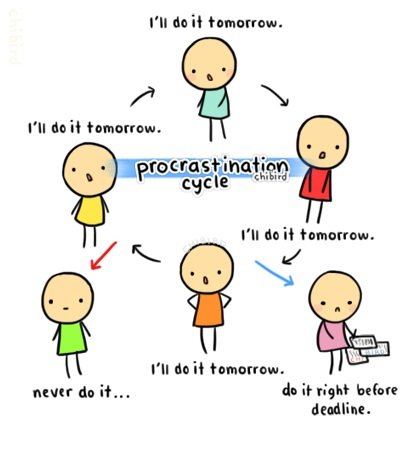 I'll do it tomorrow.
I'll do it tomorrow.
procrastination
cycle
chibird
I'll do it tomorrow.
I'll do it tomorrow.
never do it...
do it right before
deadline.